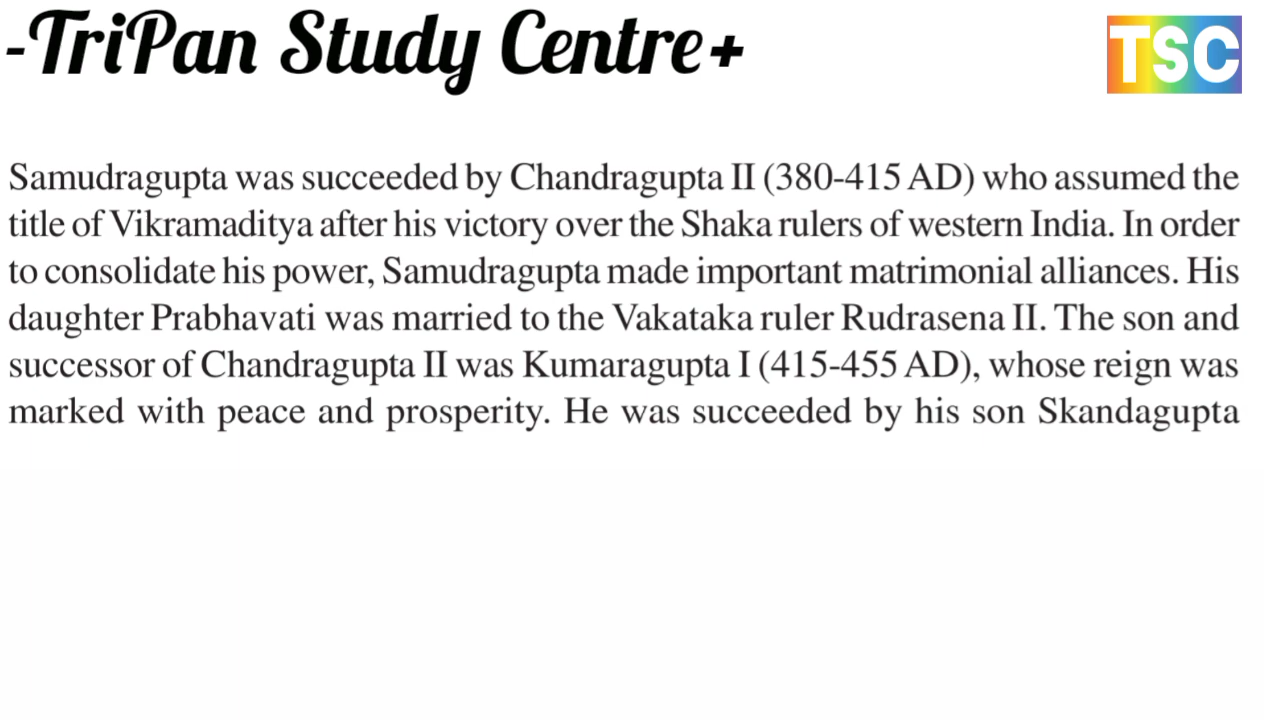 -TriPan Study Centre+
TSC
Samudragupta was succeeded by Chandragupta II (380-415 AD) who assumed the
title of Vikramaditya after his victory over the Shaka rulers of western India. In order
to consolidate his power, Samudragupta made important matrimonial alliances. His
daughter Prabhavati was married to the Vakataka ruler Rudrasena II. The son and
successor of Chandragupta II was Kumaragupta I (415-455 AD), whose reign was
marked with peace and prosperity. He was succeeded by his son Skandagupta